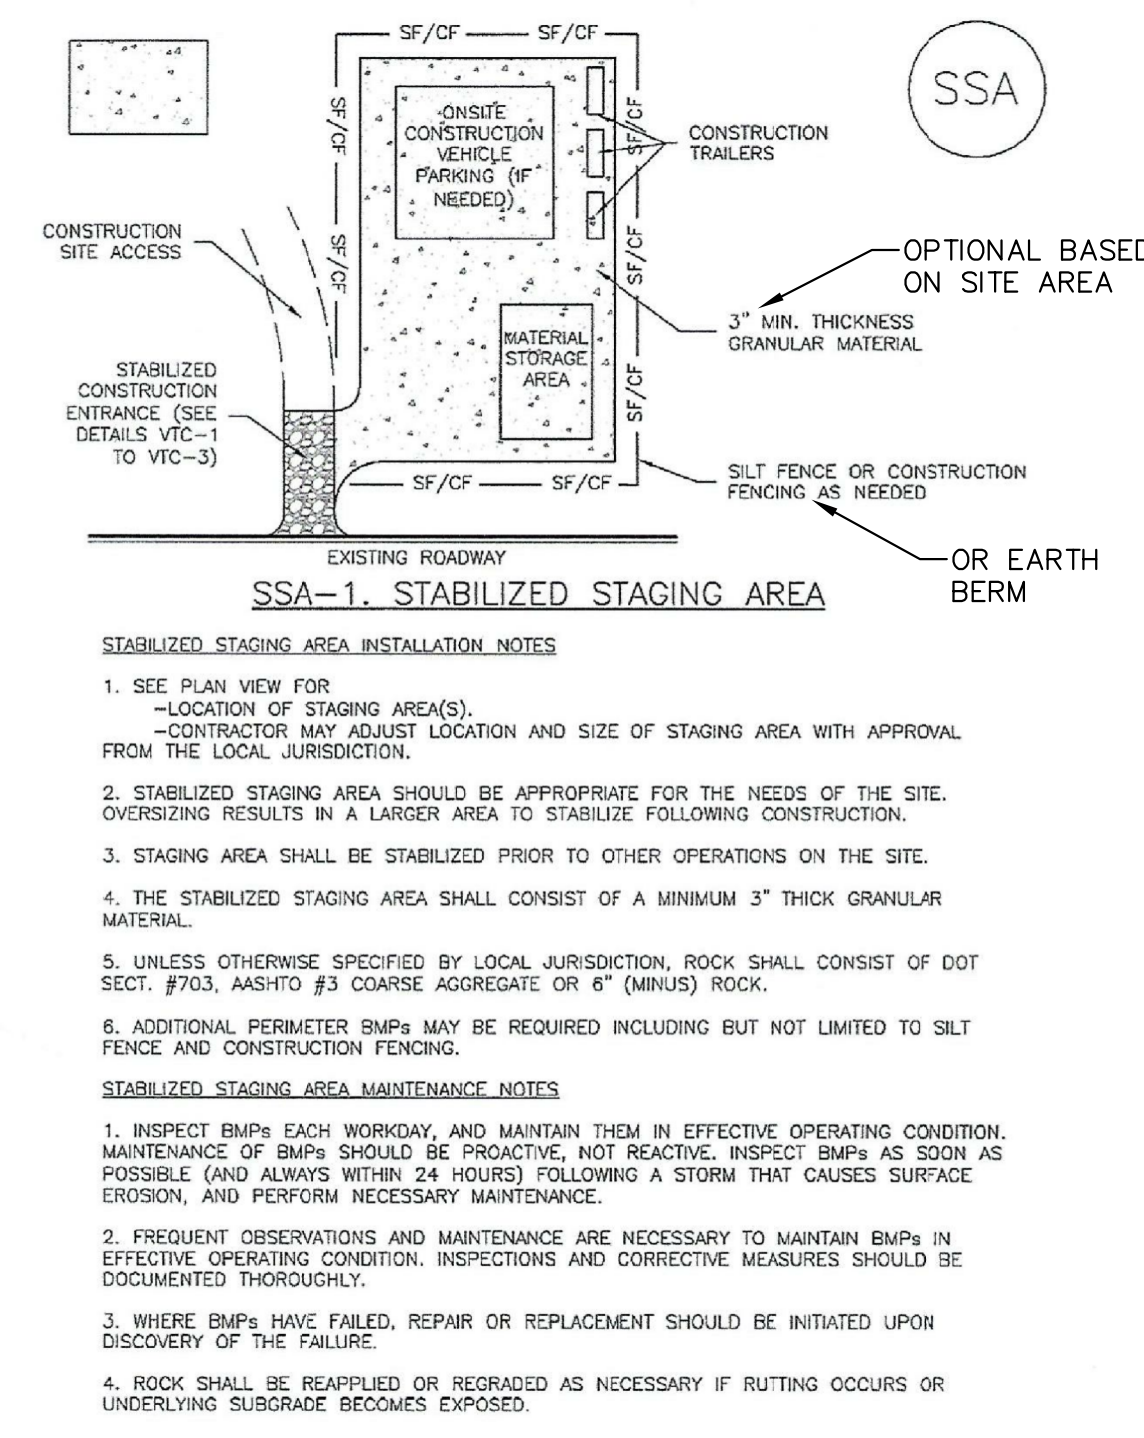 SF/CF SF/CF
SSA
SF/CF
SF/CF
ONSITE
CONSTRUCTION
VEHICLE
PARKING (IF
NEEDED)
CONSTRUCTION
TRAILERS
CONSTRUCTION
SITE ACCESS
SF/CF
SF/CF
OPTIONAL BASED
ON SITE AREA
3" MIN. THICKNESS
GRANULAR MATERIAL
MATERIAL
STORAGE
AREA
SF/CF
STABILIZED
CONSTRUCTION
ENTRANCE (SEE
DETAILS VTC-1
TO VTC-3)
SF/CF SF/CF
SILT FENCE OR CONSTRUCTION
FENCING AS NEEDED
OR EARTH
BERM
EXISTING ROADWAY
SSA-1. STABILIZED STAGING AREA
STABILIZED STAGING AREA INSTALLATION NOTES
1. SEE PLAN VIEW FOR
-LOCATION OF STAGING AREA(S).
-CONTRACTOR MAY ADJUST LOCATION AND SIZE OF STAGING AREA WITH APPROVAL
FROM THE LOCAL JURISDICTION.
2. STABILIZED STAGING AREA SHOULD BE APPROPRIATE FOR THE NEEDS OF THE SITE.
OVERSIZING RESULTS IN A LARGER AREA TO STABILIZE FOLLOWING CONSTRUCTION.
3. STAGING AREA SHALL BE STABILIZED PRIOR TO OTHER OPERATIONS ON THE SITE.
4. THE STABILIZED STAGING AREA SHALL CONSIST OF A MINIMUM 3" THICK GRANULAR
MATERIAL.
5. UNLESS OTHERWISE SPECIFIED BY LOCAL JURISDICTION, ROCK SHALL CONSIST OF DOT
SECT. #703, AASHTO #3 COARSE AGGREGATE OR 6" (MINUS) ROCK.
6. ADDITIONAL PERIMETER BMPs MAY BE REQUIRED INCLUDING BUT NOT LIMITED TO SILT
FENCE AND CONSTRUCTION FENCING.
STABILIZED STAGING AREA MAINTENANCE NOTES
1. INSPECT BMPs EACH WORKDAY, AND MAINTAIN THEM IN EFFECTIVE OPERATING CONDITION.
MAINTENANCE OF BMPs SHOULD BE PROACTIVE, NOT REACTIVE. INSPECT BMPs AS SOON AS
POSSIBLE (AND ALWAYS WITHIN 24 HOURS) FOLLOWING A STORM THAT CAUSES SURFACE
EROSION, AND PERFORM NECESSARY MAINTENANCE.
2. FREQUENT OBSERVATIONS AND MAINTENANCE ARE NECESSARY TO MAINTAIN BMPs IN
EFFECTIVE OPERATING CONDITION. INSPECTIONS AND CORRECTIVE MEASURES SHOULD BE
DOCUMENTED THOROUGHLY.
3. WHERE BMPs HAVE FAILED, REPAIR OR REPLACEMENT SHOULD BE INITIATED UPON
DISCOVERY OF THE FAILURE.
4. ROCK SHALL BE REAPPLIED OR REGRADED AS NECESSARY IF RUTTING OCCURS OR
UNDERLYING SUBGRADE BECOMES EXPOSED.